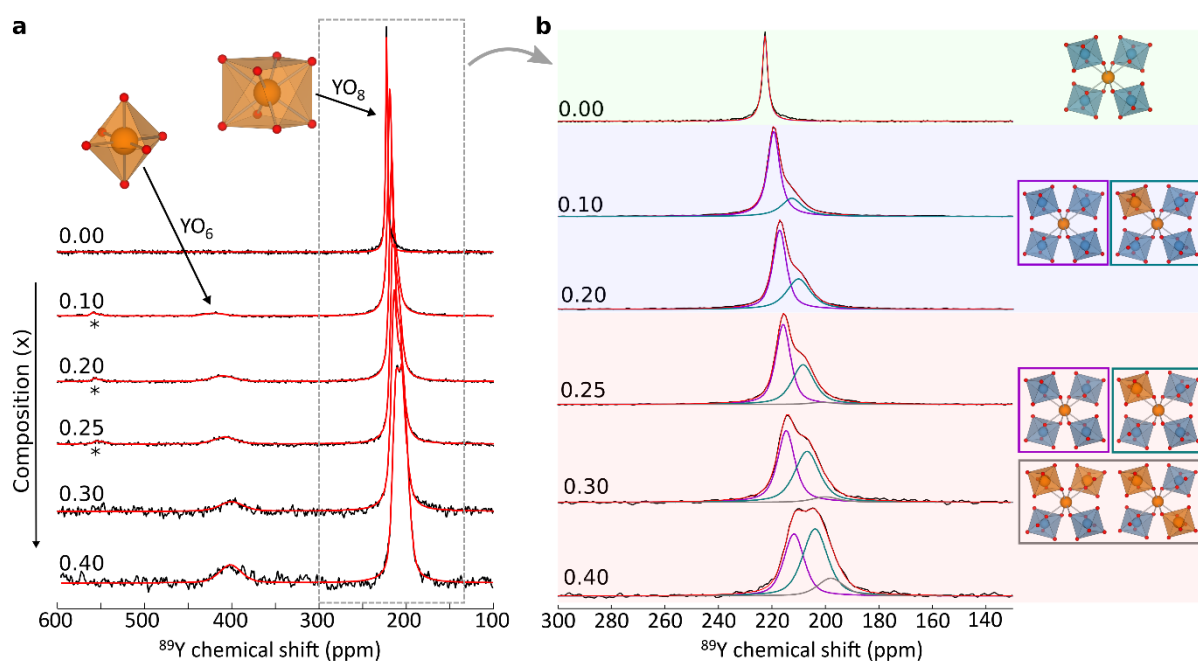 a
YO8
YO6
0.00
0.10
*
0.20
*
0.25
*
0.30
0.40
Composition (x)
600 500 400 300 200 100
⁸⁹Y chemical shift (ppm)
b
0.00
0.10
0.20
0.25
0.30
0.40
300 280 260 240 220 200 180 160 140
⁸⁹Y chemical shift (ppm)